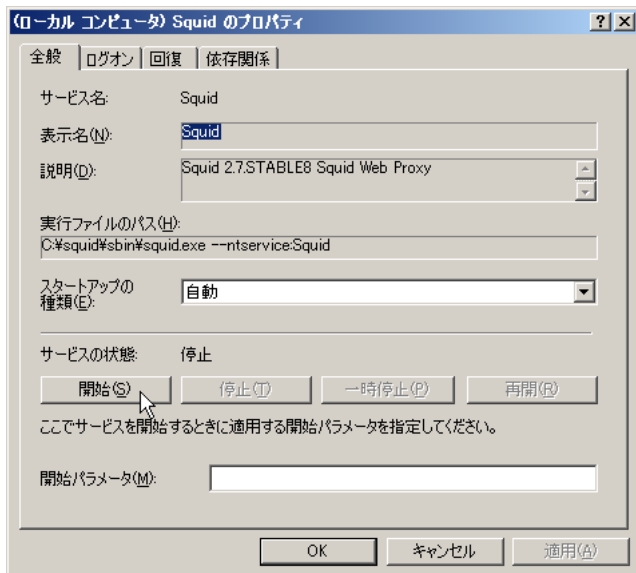 (ローカル コンピュータ) Squid のプロパティ
全般 ログオン 回復 依存関係
サービス名: Squid
表示名(N): Squid
説明(D): Squid 2.7.STABLE8 Squid Web Proxy
実行ファイルのパス(H):
C:¥squid¥sbin¥squid.exe --ntservice:Squid
スタートアップの
種類(E): 自動
サービスの状態: 停止
開始(S) 停止(T) 一時停止(P) 再開(R)
ここでサービスを開始するときに適用する開始パラメータを指定してください。
開始パラメータ(M):
OK キャンセル 適用(A)